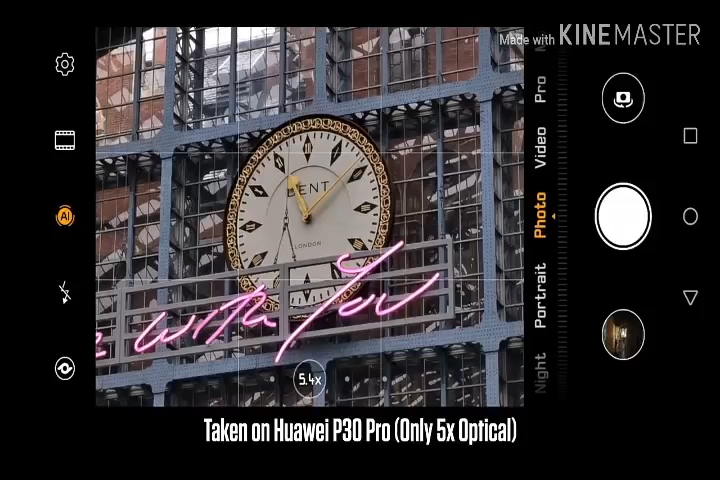 Made with KINEMASTER
DENT
LONDON
with You
5.4x
Pro
Video
Photo
Portrait
Night
AI
Taken on Huawei P30 Pro (Only 5x Optical)